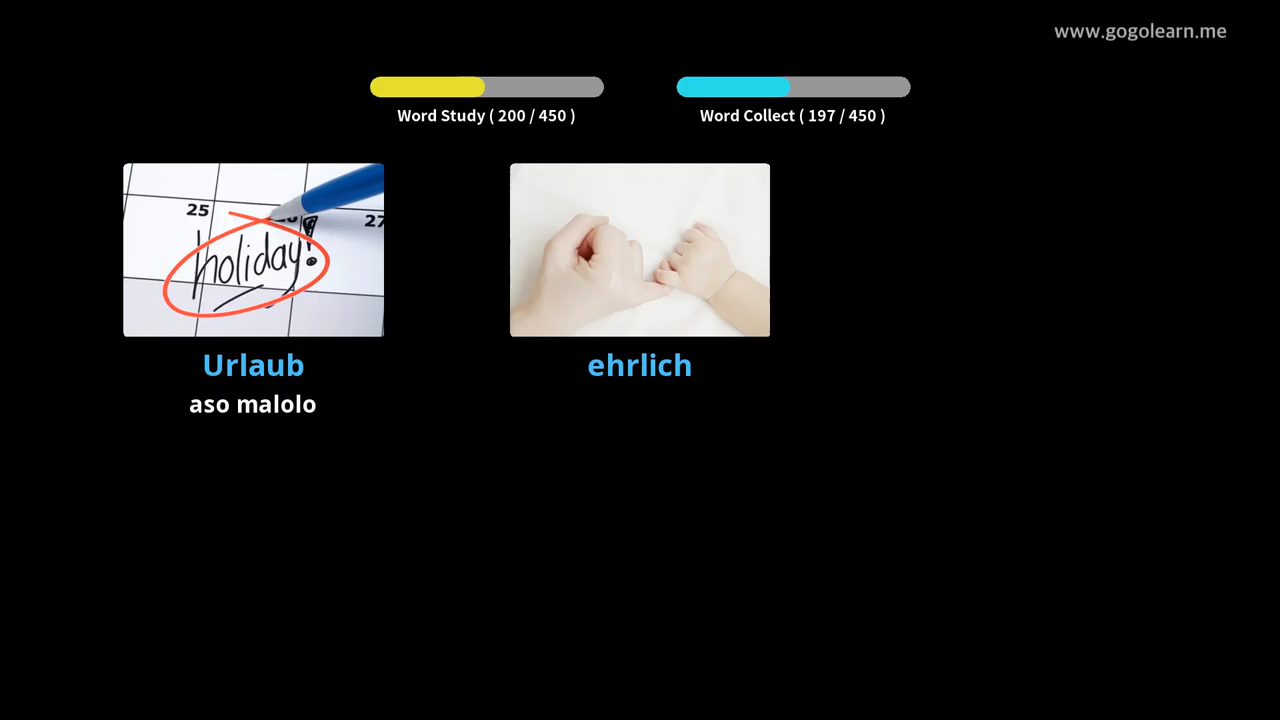 www.gogolearn.me
Word Study ( 200 / 450 )
Word Collect ( 197 / 450 )
25
27
holiday!
Urlaub
ehrlich
aso malolo